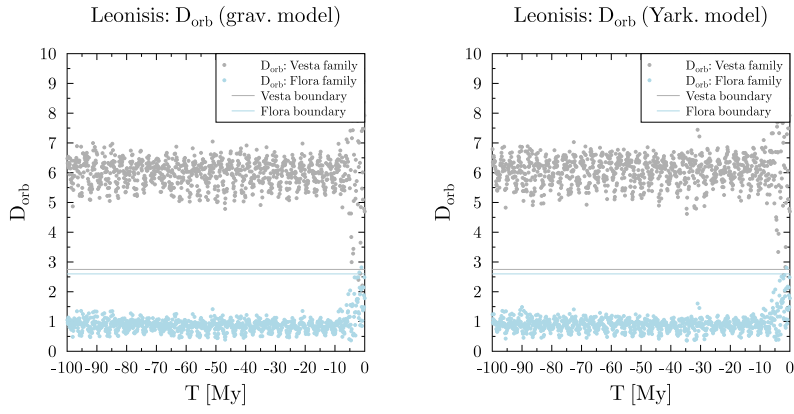 Leonisis: D_orb (grav. model)
10
9
8
7
6
5
4
3
2
1
0
D_orb
D_orb: Vesta family
D_orb: Flora family
Vesta boundary
Flora boundary
-100 -90 -80 -70 -60 -50 -40 -30 -20 -10 0
T [My]
Leonisis: D_orb (Yark. model)
10
9
8
7
6
5
4
3
2
1
0
D_orb
D_orb: Vesta family
D_orb: Flora family
Vesta boundary
Flora boundary
-100 -90 -80 -70 -60 -50 -40 -30 -20 -10 0
T [My]